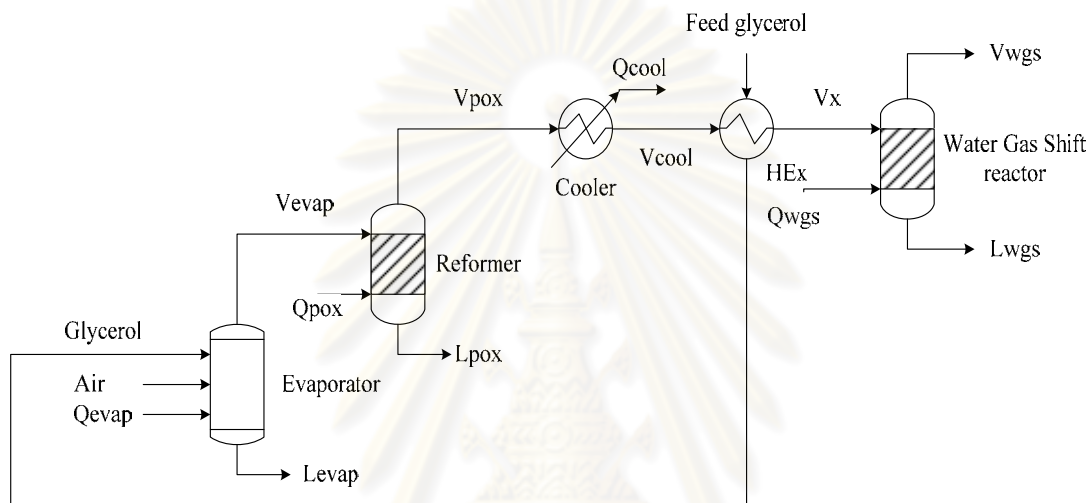 Feed glycerol
Qcool
Vwgs
Vpox
Vx
Vcool
Water Gas Shift
reactor
Cooler
HEx
Qwgs
Vevap
Lwgs
Reformer
Qpox
Glycerol
Lpox
Air
Evaporator
Qevap
Levap